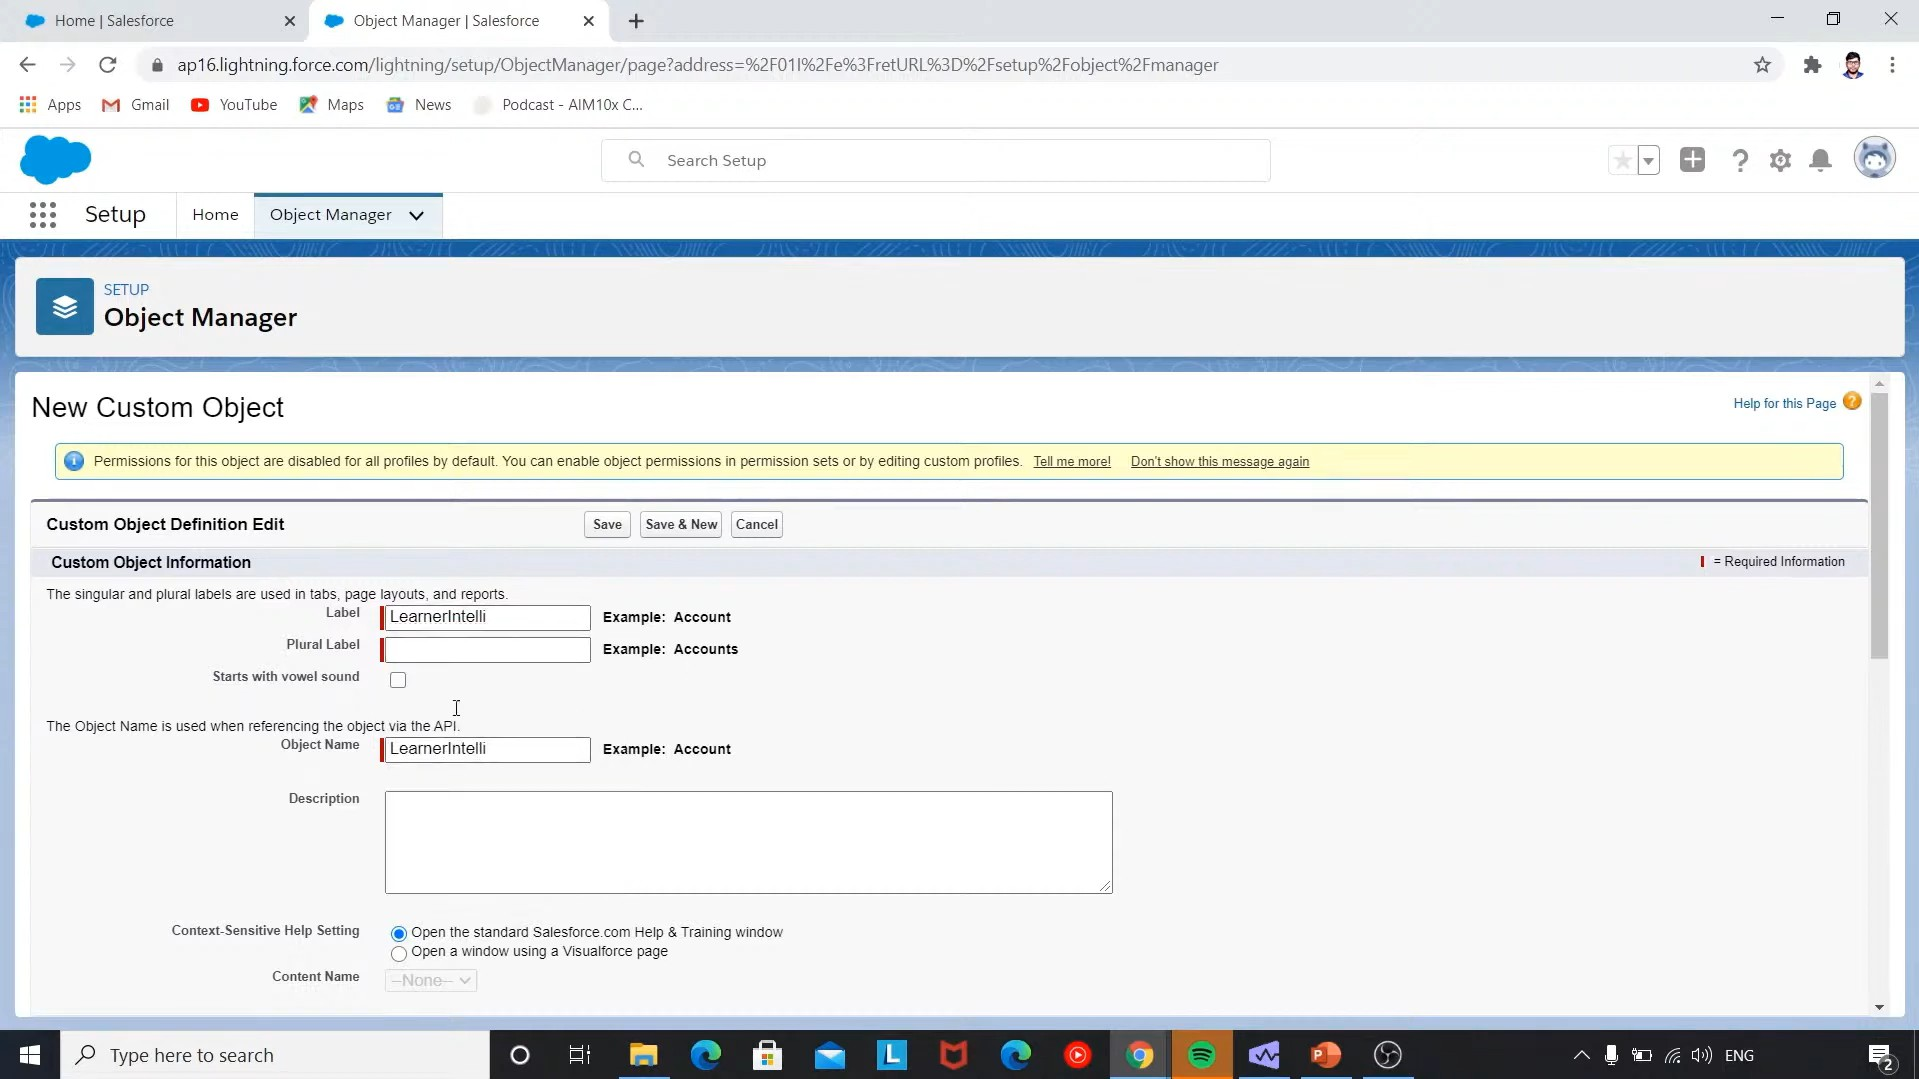 Home | Salesforce
Object Manager | Salesforce
ap16.lightning.force.com/lightning/setup/ObjectManager/page?address=%2F01I%2Fe%3FretURL%3D%2Fsetup%2Fobject%2Fmanager
Apps Gmail YouTube Maps News Podcast - AIM10x C...
Search Setup
Setup Home Object Manager
SETUP
Object Manager
New Custom Object
Help for this Page
Permissions for this object are disabled for all profiles by default. You can enable object permissions in permission sets or by editing custom profiles. Tell me more! Don't show this message again
Custom Object Definition Edit Save Save & New Cancel
Custom Object Information = Required Information
The singular and plural labels are used in tabs, page layouts, and reports.
Label LearnerIntelli Example: Account
Plural Label Example: Accounts
Starts with vowel sound
The Object Name is used when referencing the object via the API.
Object Name LearnerIntelli Example: Account
Description
Context-Sensitive Help Setting Open the standard Salesforce.com Help & Training window
Open a window using a Visualforce page
Content Name --None--
Type here to search
ENG
2